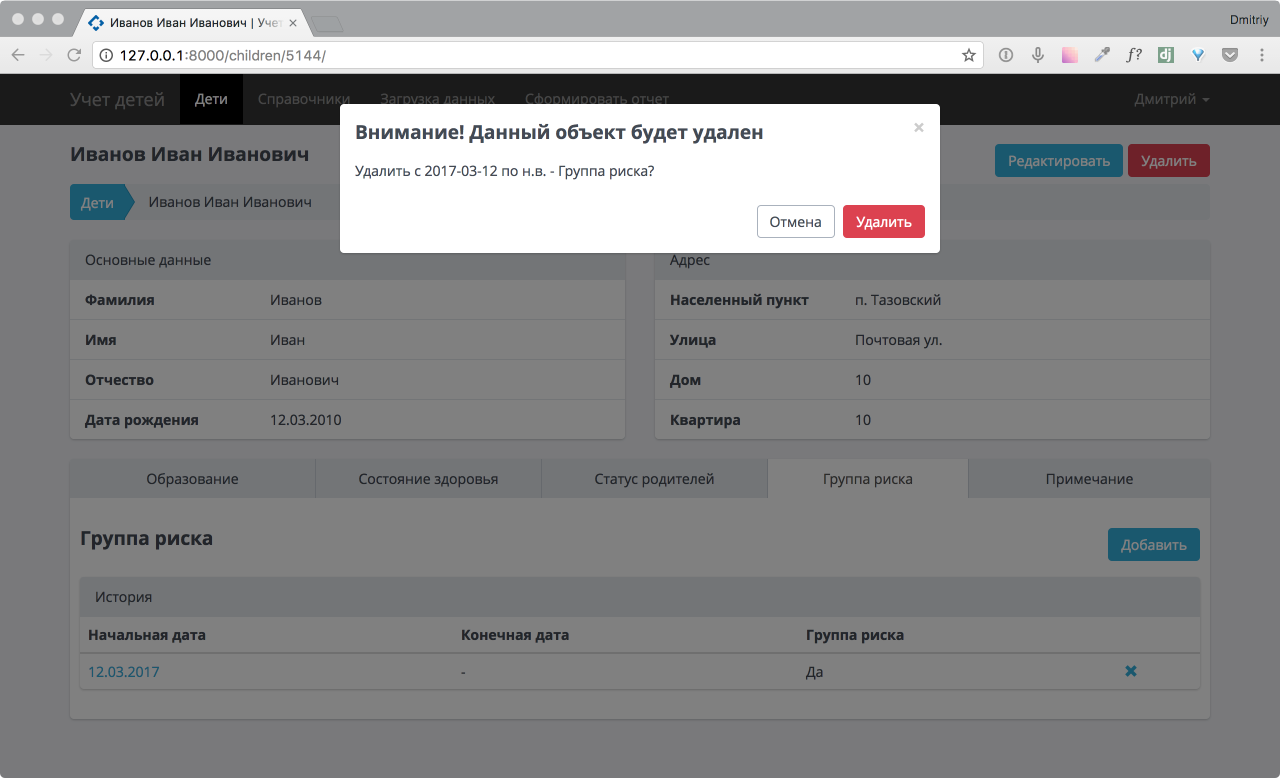 Иванов Иван Иванович | Учет
Dmitriy
127.0.0.1:8000/children/5144/
f?
dj
Учет детей Дети Справочники Загрузка данных Сформировать отчет Дмитрий
Внимание! Данный объект будет удален ×
Удалить с 2017-03-12 по н.в. - Группа риска?
Отмена Удалить
Иванов Иван Иванович Редактировать Удалить
Дети Иванов Иван Иванович
Основные данные
Фамилия Иванов
Имя Иван
Отчество Иванович
Дата рождения 12.03.2010
Адрес
Населенный пункт п. Тазовский
Улица Почтовая ул.
Дом 10
Квартира 10
Образование Состояние здоровья Статус родителей Группа риска Примечание
Группа риска Добавить
История
Начальная дата Конечная дата Группа риска
12.03.2017 - Да